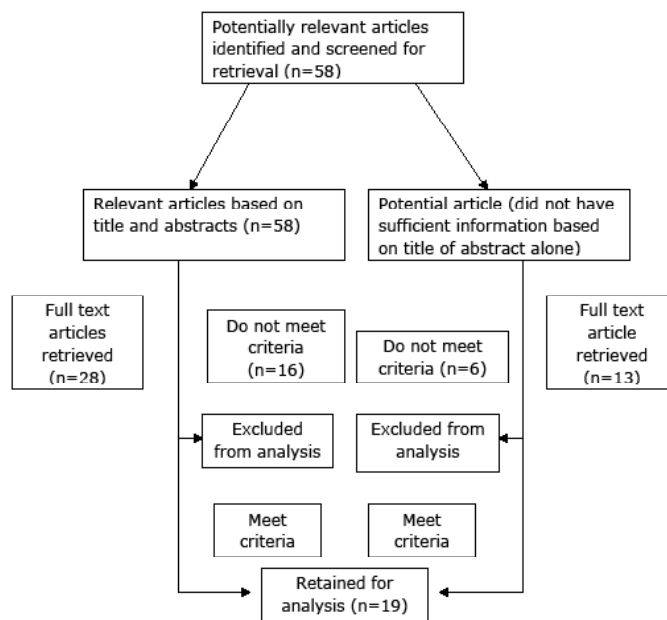 Potentially relevant articles
identified and screened for
retrieval (n=58)
Relevant articles based on
title and abstracts (n=58)
Potential article (did not have
sufficient information based
on title of abstract alone)
Full text
articles
retrieved
(n=28)
Do not meet
criteria
(n=16)
Do not meet
criteria (n=6)
Full text
article
retrieved
(n=13)
Excluded
from analysis
Excluded from
analysis
Meet
criteria
Meet
criteria
Retained for
analysis (n=19)